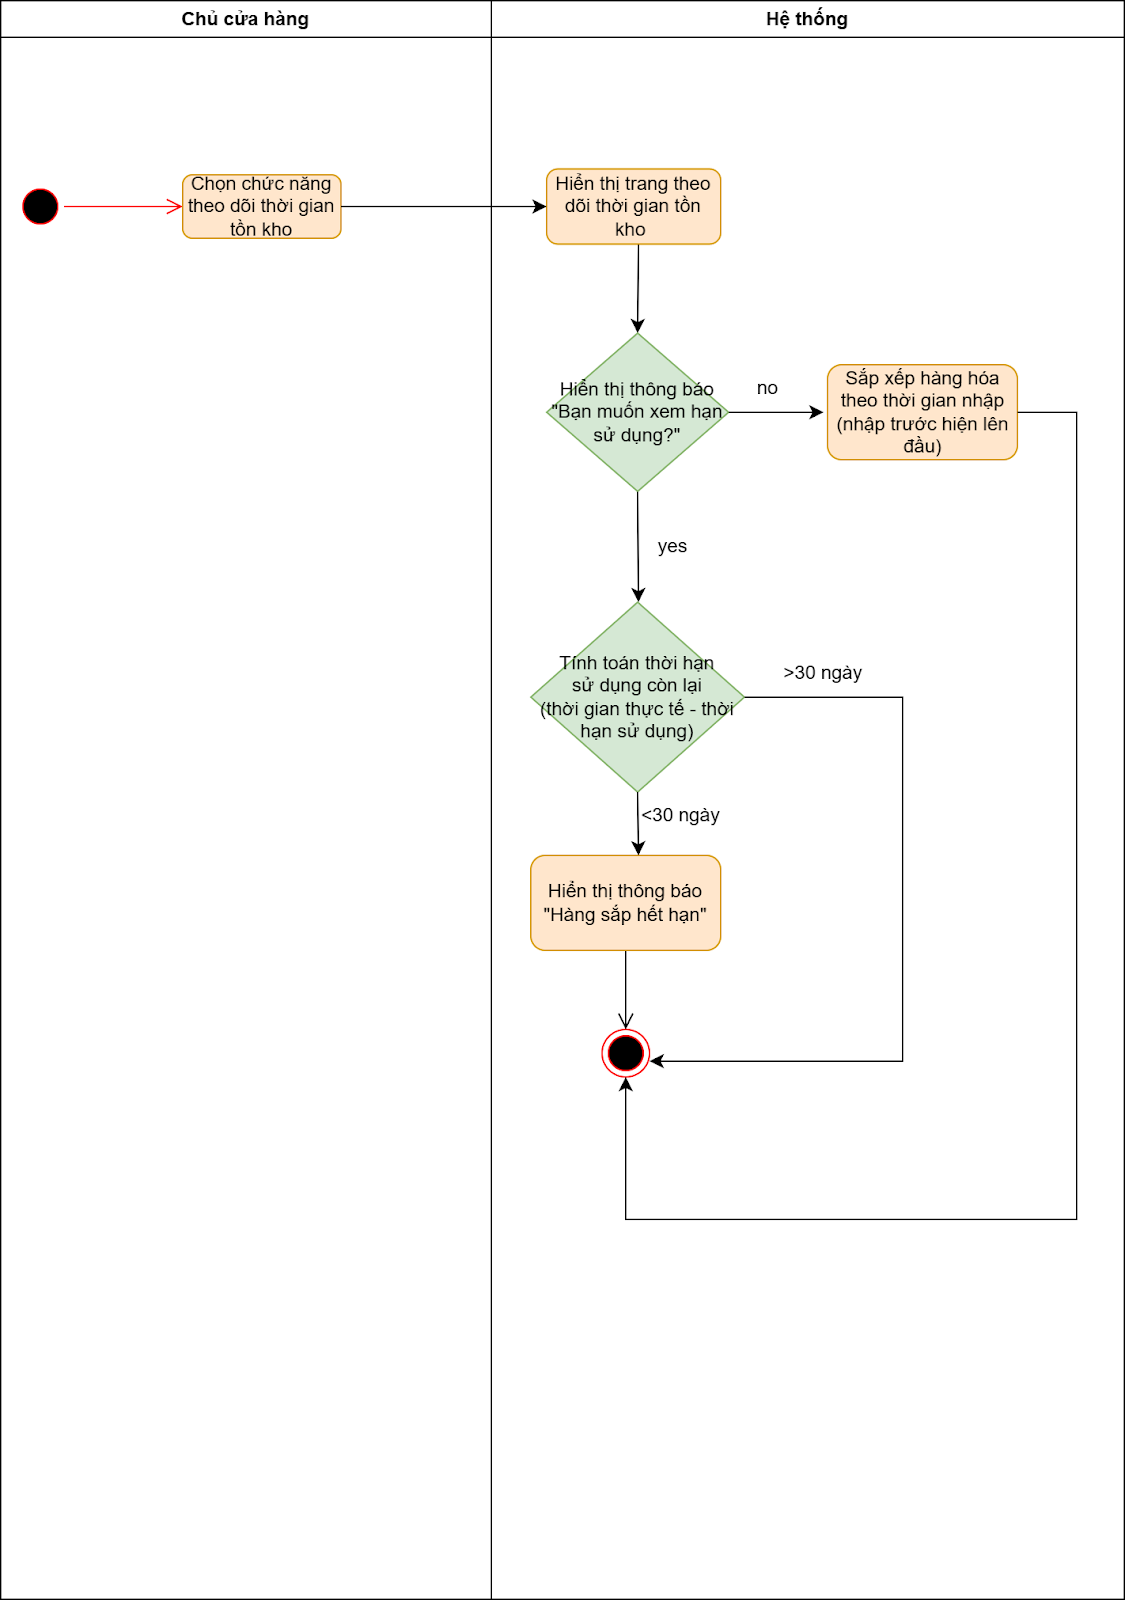 Chủ cửa hàng
Hệ thống
Chọn chức năng
theo dõi thời gian
tồn kho
Hiển thị trang theo
dõi thời gian tồn
kho
Hiển thị thông báo
"Bạn muốn xem hạn
sử dụng?"
no
Sắp xếp hàng hóa
theo thời gian nhập
(nhập trước hiện lên
đầu)
yes
Tính toán thời hạn
sử dụng còn lại
(thời gian thực tế - thời
hạn sử dụng)
>30 ngày
<30 ngày
Hiển thị thông báo
"Hàng sắp hết hạn"